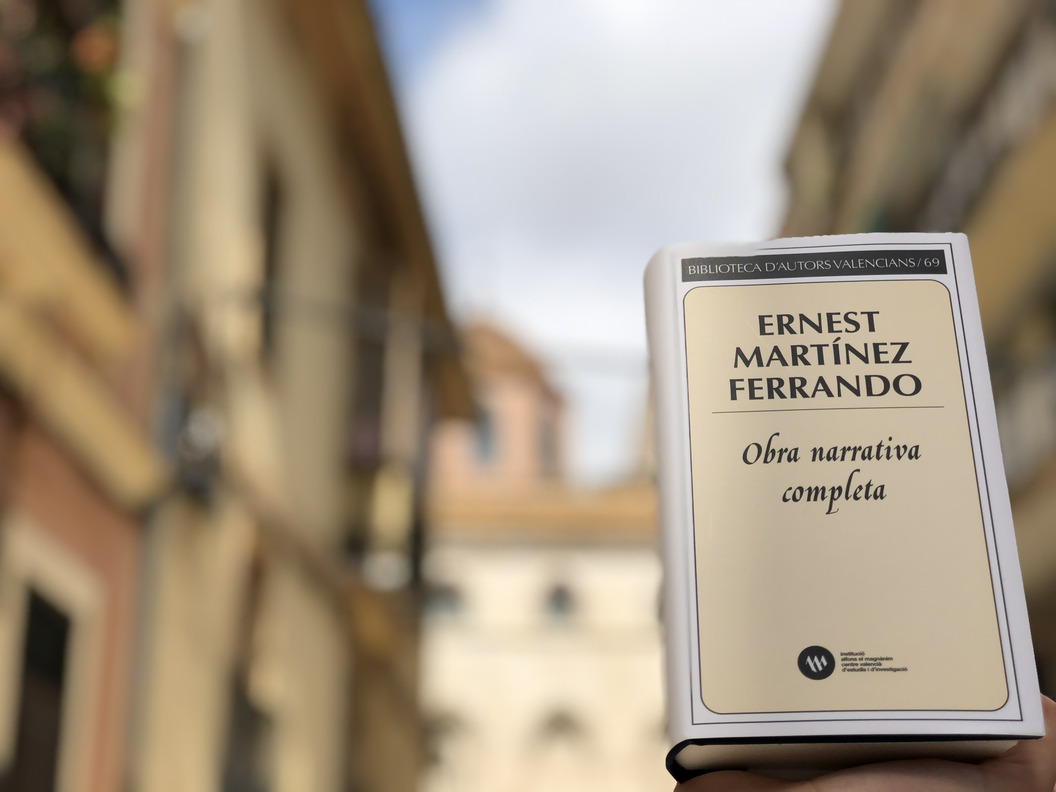 BIBLIOTECA D'AUTORS VALENCIANS / 69
ERNEST
MARTÍNEZ
FERRANDO
Obra narrativa
completa
institució
alfons el magnànim
centre valencià
d'estudis i d'investigació